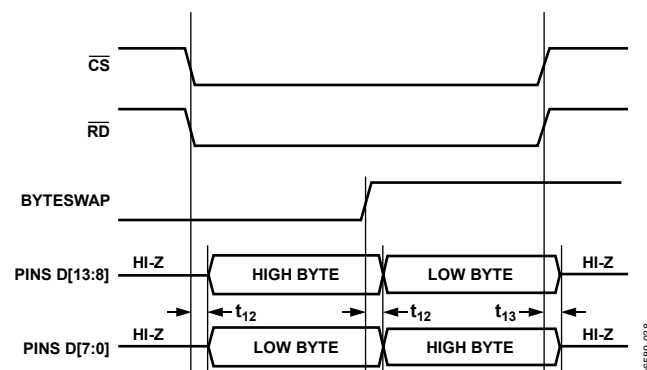 CS
RD
BYTESWAP
PINS D[13:8] HI-Z HIGH BYTE LOW BYTE HI-Z
t12 t12 t13
PINS D[7:0] HI-Z LOW BYTE HIGH BYTE HI-Z